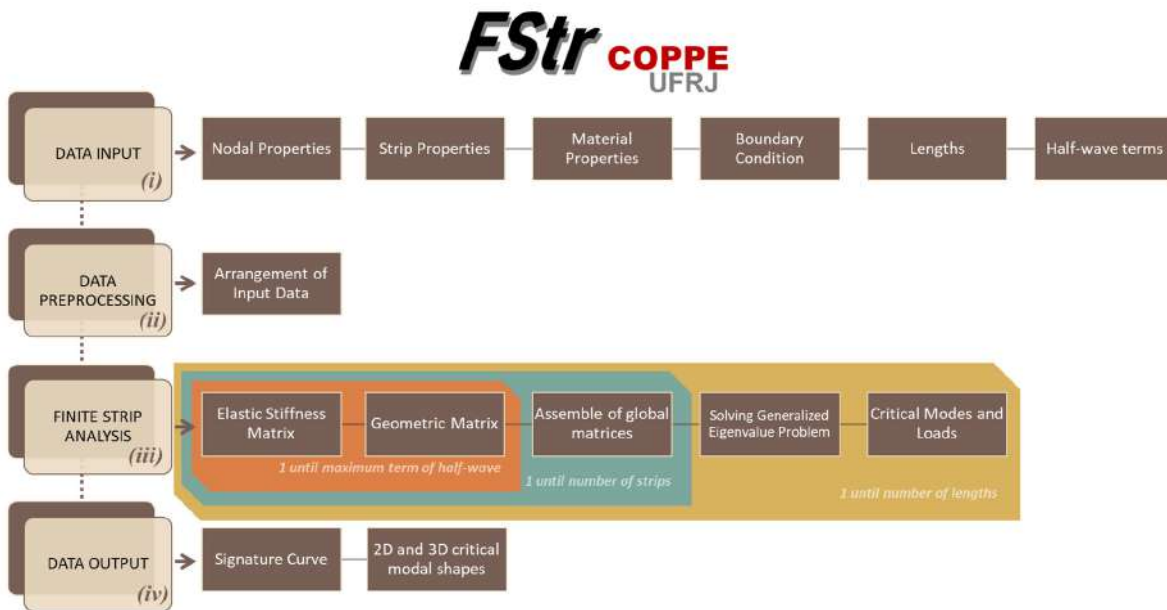 FStr COPPE
UFRJ
DATA INPUT
(i)
Nodal Properties
Strip Properties
Material
Properties
Boundary
Condition
Lengths
Half-wave terms
DATA
PREPROCESSING
(ii)
Arrangement of
Input Data
FINITE STRIP
ANALYSIS
(iii)
Elastic Stiffness
Matrix
Geometric Matrix
1 until maximum term of half-wave
Assemble of global
matrices
1 until number of strips
Solving Generalized
Eigenvalue Problem
Critical Modes and
Loads
1 until number of lengths
DATA OUTPUT
(iv)
Signature Curve
2D and 3D critical
modal shapes